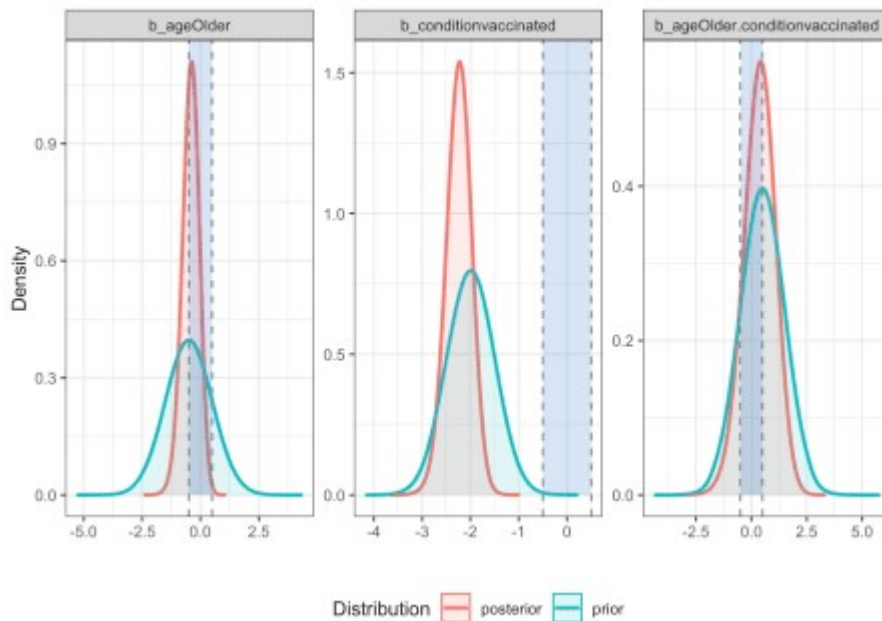 b_ageOlder
b_conditionvaccinated
b_ageOlder.conditionvaccinated
Density
0.9
0.6
0.3
0.0
1.5
1.0
0.5
0.0
0.4
0.2
0.0
-5.0 -2.5 0.0 2.5
-4 -3 -2 -1 0
-2.5 0.0 2.5 5.0
Distribution posterior prior